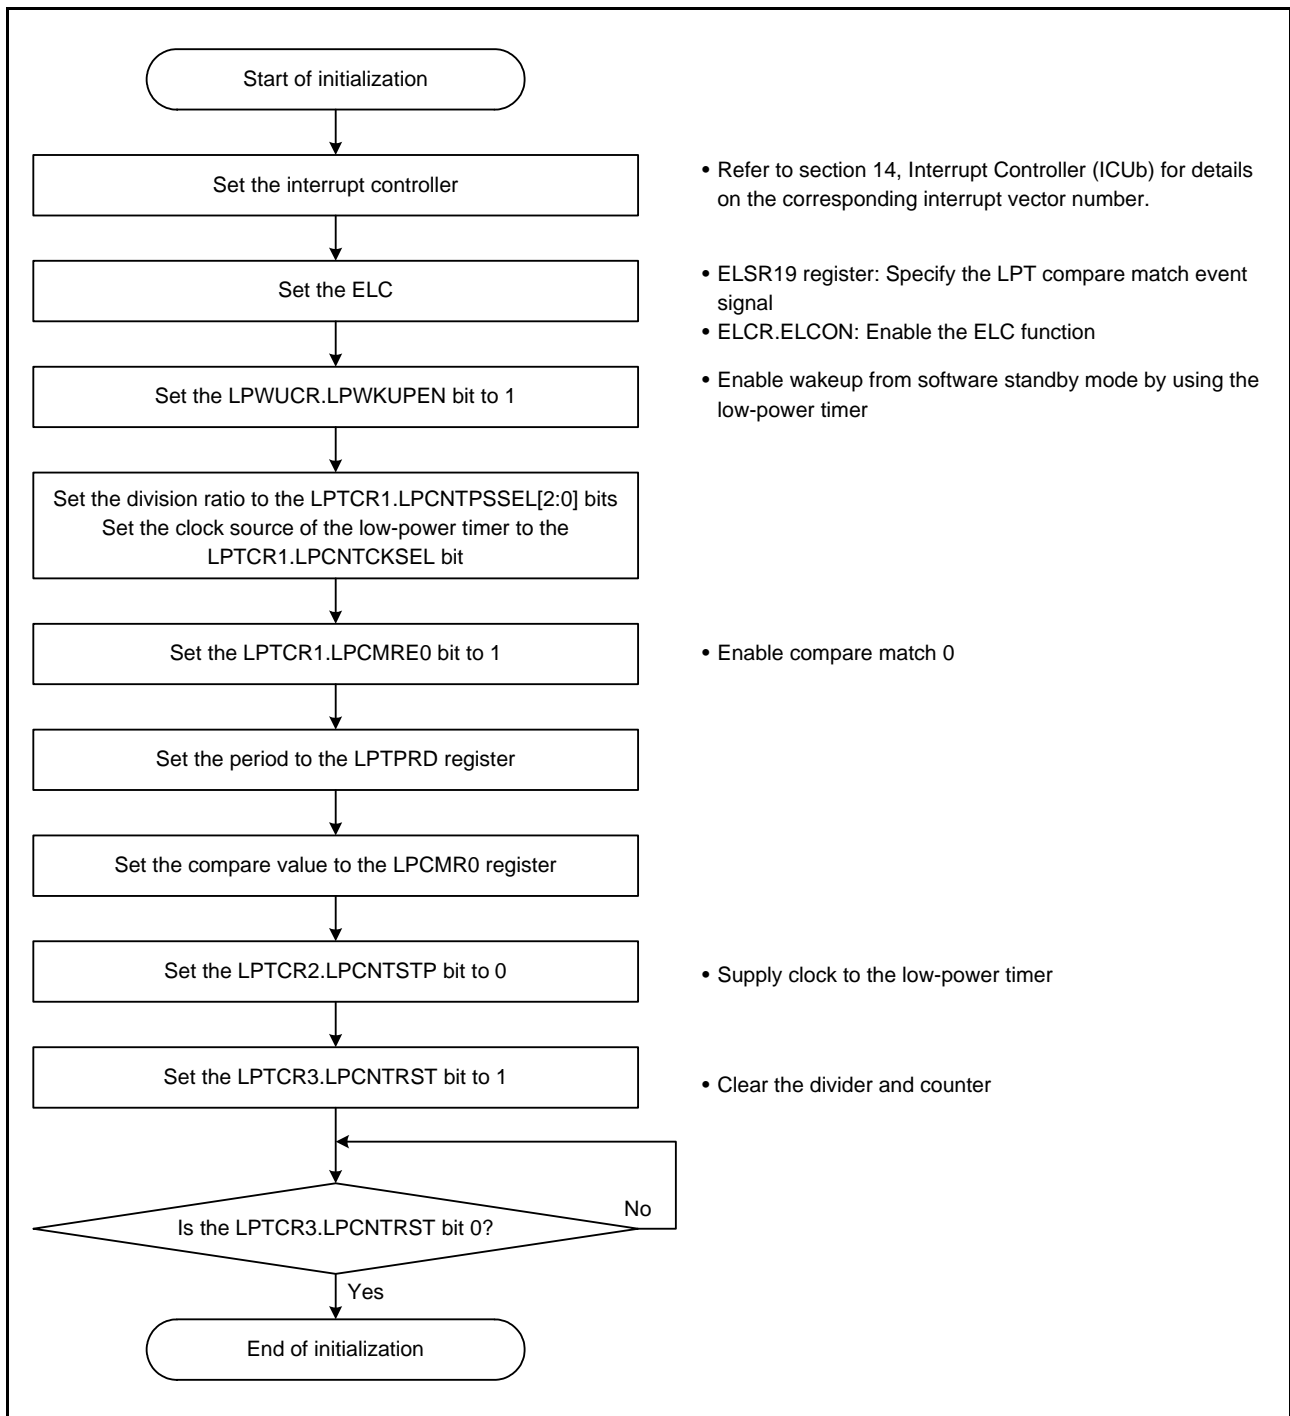 Start of initialization
Set the interrupt controller
• Refer to section 14, Interrupt Controller (ICUb) for details
on the corresponding interrupt vector number.
Set the ELC
• ELSR19 register: Specify the LPT compare match event
signal
• ELCR.ELCON: Enable the ELC function
Set the LPWUCR.LPWKUPEN bit to 1
• Enable wakeup from software standby mode by using the
low-power timer
Set the division ratio to the LPTCR1.LPCNTPSSEL[2:0] bits
Set the clock source of the low-power timer to the
LPTCR1.LPCNTCKSEL bit
Set the LPTCR1.LPCMRE0 bit to 1
• Enable compare match 0
Set the period to the LPTPRD register
Set the compare value to the LPCMR0 register
Set the LPTCR2.LPCNTSTP bit to 0
• Supply clock to the low-power timer
Set the LPTCR3.LPCNTRST bit to 1
• Clear the divider and counter
Is the LPTCR3.LPCNTRST bit 0?
No
Yes
End of initialization